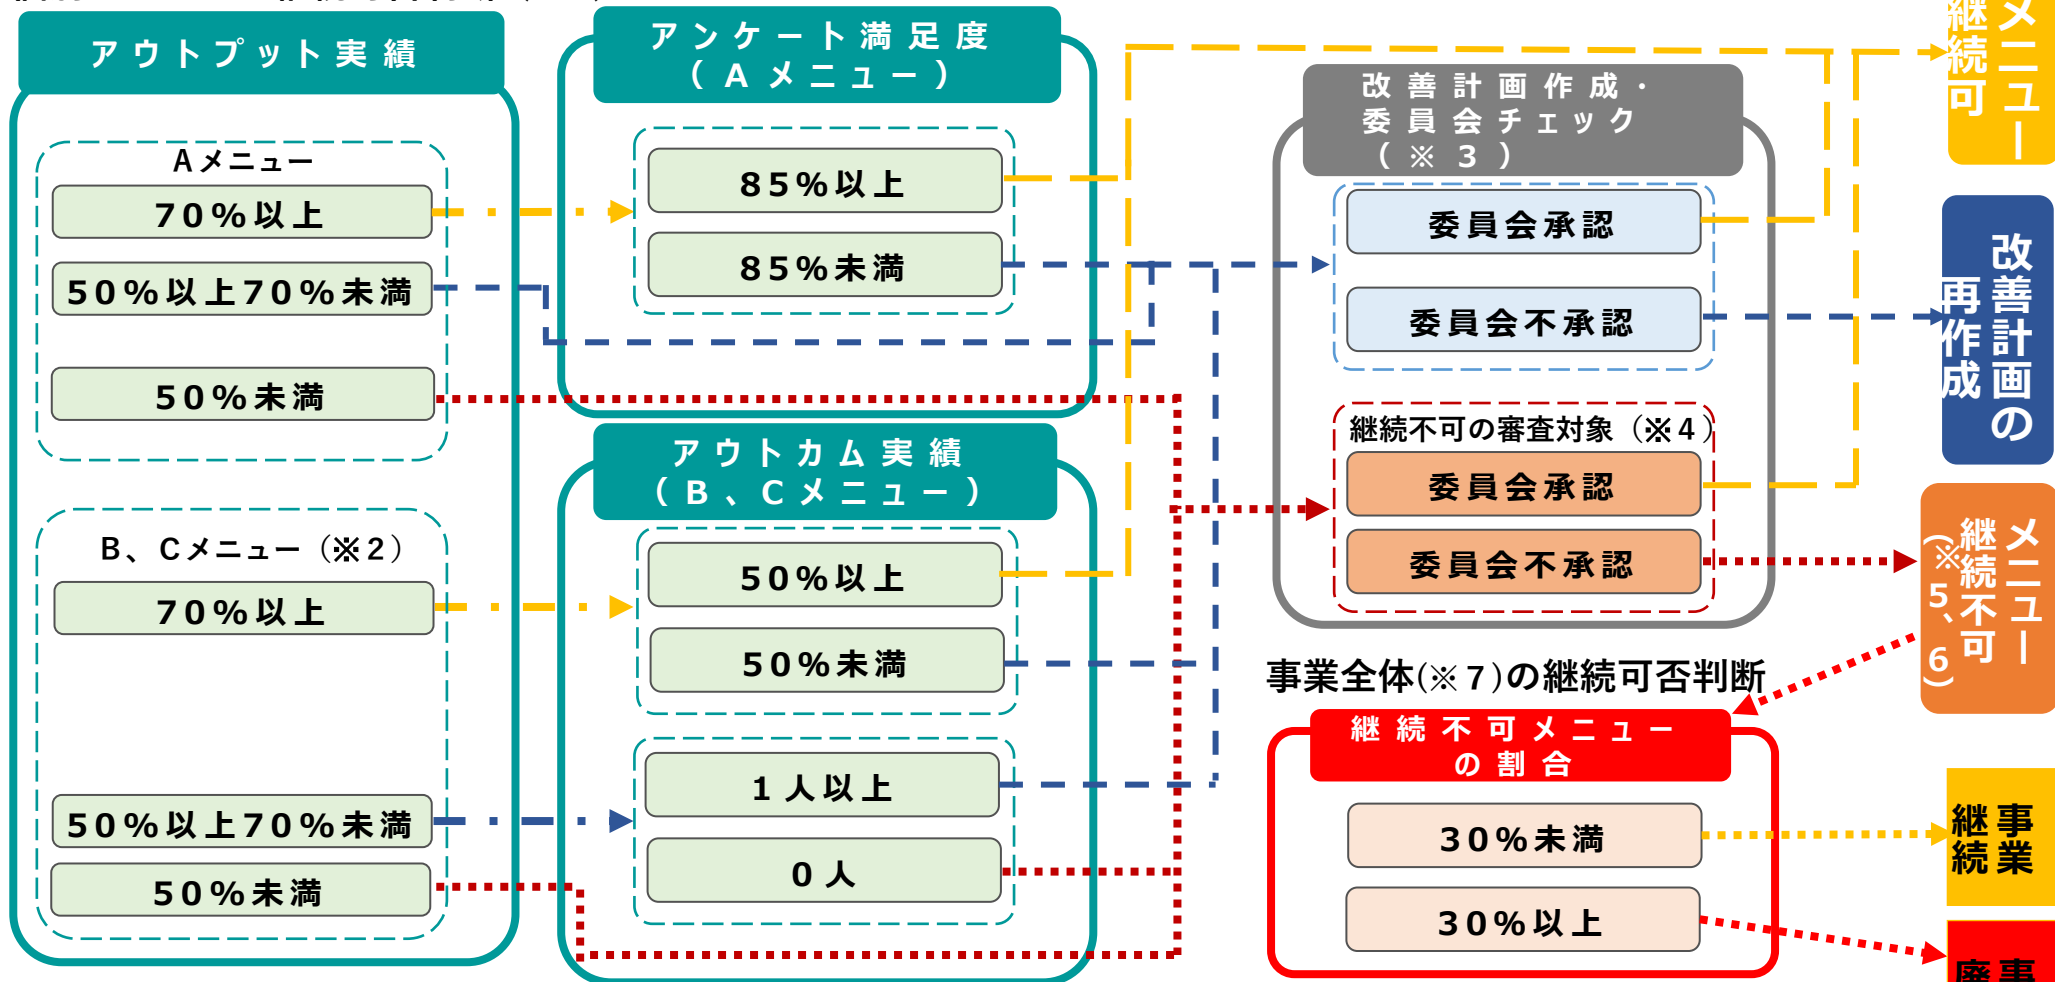 アウトプット実績
Aメニュー
70%以上
50%以上70%未満
50%未満
B、Cメニュー（※2）
70%以上
50%以上70%未満
50%未満
アンケート満足度
（Aメニュー）
85%以上
85%未満
アウトカム実績
（B、Cメニュー）
50%以上
50%未満
1人以上
0人
改善計画作成・
委員会チェック
（※3）
委員会承認
委員会不承認
継続不可の審査対象（※4）
委員会承認
委員会不承認
事業全体(※7)の継続可否判断
継続不可メニュー
の割合
30%未満
30%以上
メニュー
継続可
改善計画の
再作成
メニュー
継続不可
(※5、6)
事業
継続
事